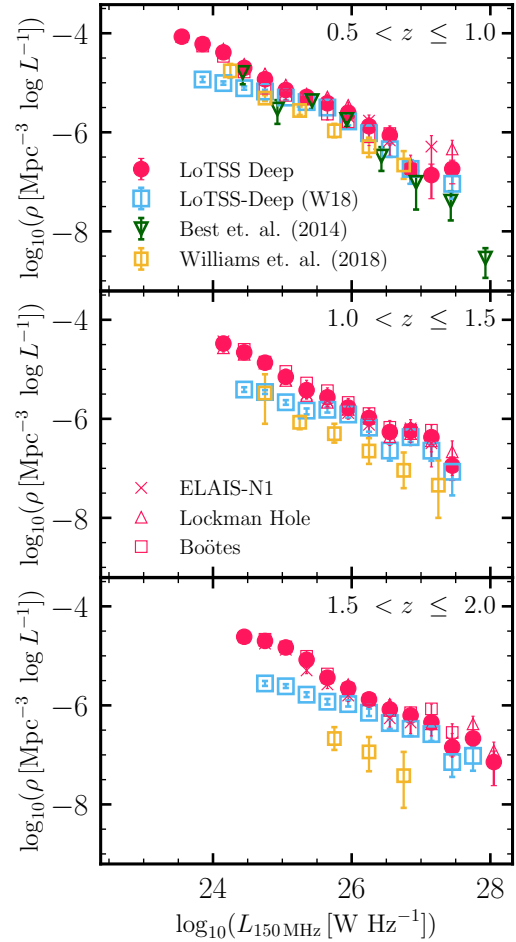 0.5 < z ≤ 1.0
−4
−6
−8
log₁₀(ρ [Mpc⁻³ log L⁻¹])
LoTSS Deep
LoTSS-Deep (W18)
Best et. al. (2014)
Williams et. al. (2018)
1.0 < z ≤ 1.5
−4
−6
−8
log₁₀(ρ [Mpc⁻³ log L⁻¹])
ELAIS-N1
Lockman Hole
Boötes
1.5 < z ≤ 2.0
−4
−6
−8
log₁₀(ρ [Mpc⁻³ log L⁻¹])
24 25 26 27 28
log₁₀(L₁₅₀ MHz [W Hz⁻¹])